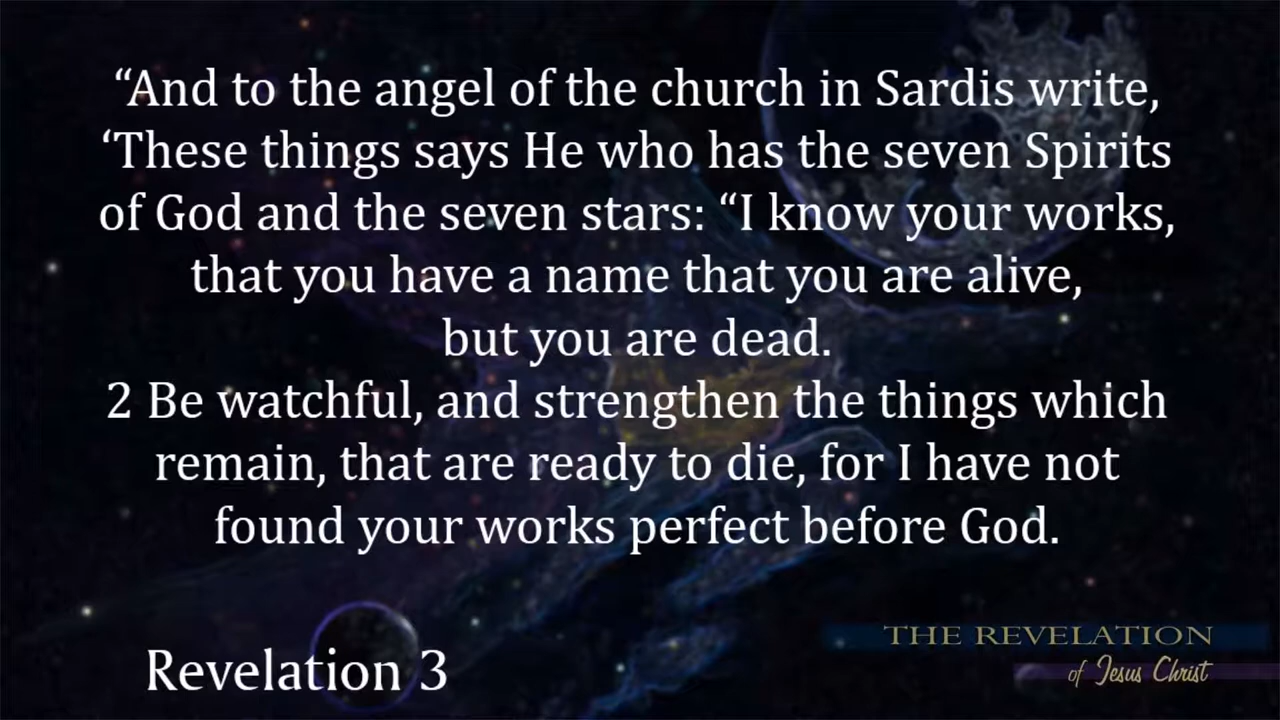 “And to the angel of the church in Sardis write,
‘These things says He who has the seven Spirits
of God and the seven stars: “I know your works,
that you have a name that you are alive,
but you are dead.
2 Be watchful, and strengthen the things which
remain, that are ready to die, for I have not
found your works perfect before God.
Revelation 3
THE REVELATION
of Jesus Christ